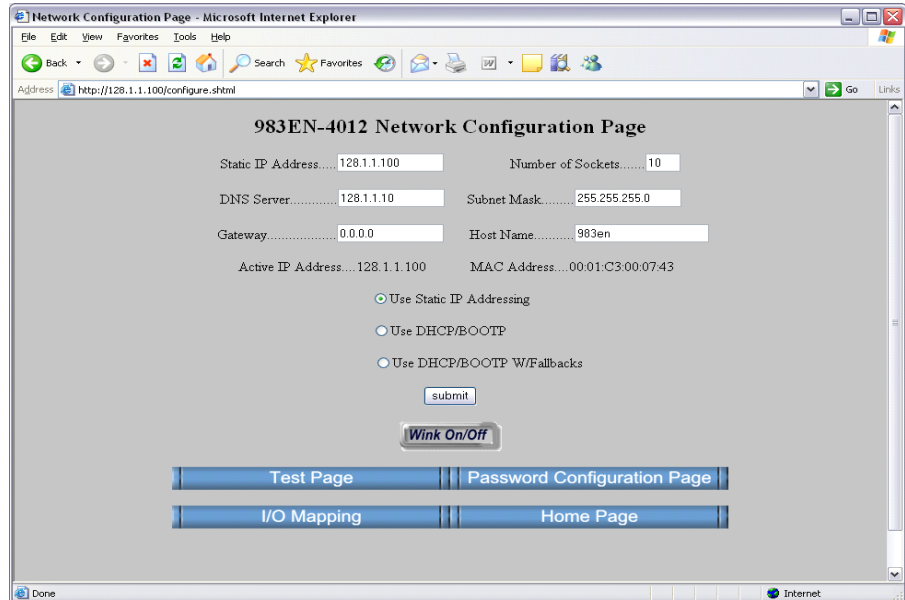 Network Configuration Page - Microsoft Internet Explorer
File Edit View Favorites Tools Help
Back Search Favorites
Address http://128.1.1.100/configure.shtml Go Links
983EN-4012 Network Configuration Page
Static IP Address..... 128.1.1.100 Number of Sockets....... 10
DNS Server............. 128.1.1.10 Subnet Mask......... 255.255.255.0
Gateway................... 0.0.0.0 Host Name........... 983en
Active IP Address....128.1.1.100 MAC Address....00:01:C3:00:07:43
Use Static IP Addressing
Use DHCP/BOOTP
Use DHCP/BOOTP W/Fallbacks
submit
Wink On/Off
Test Page Password Configuration Page
I/O Mapping Home Page
Done Internet